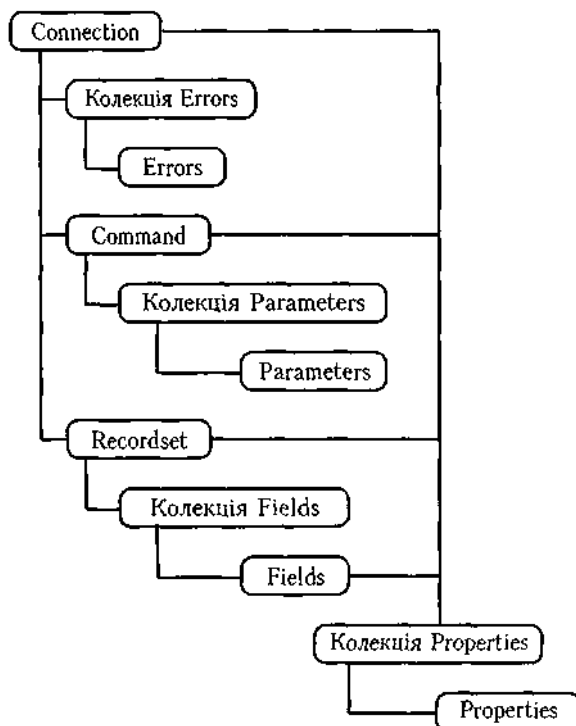 Connection
Колекція Errors
Errors
Command
Колекція Parameters
Parameters
Recordset
Колекція Fields
Fields
Колекція Properties
Properties